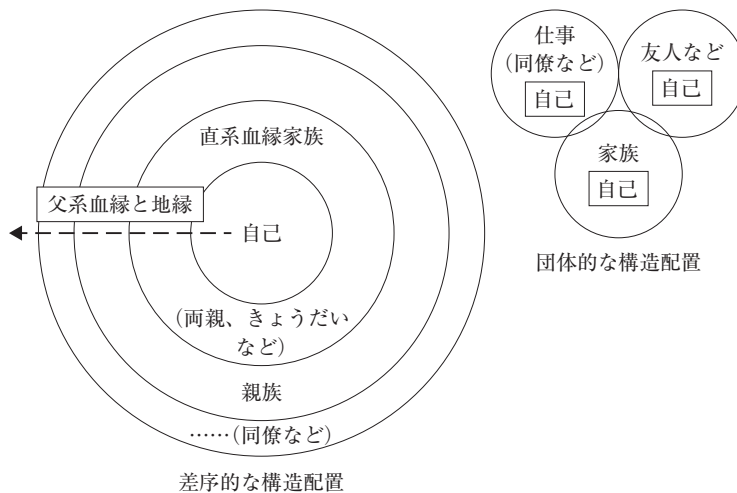 直系血縁家族
父系血縁と地縁
自己
(両親、きょうだい
など)
親族
……(同僚など)
差序的な構造配置
仕事
(同僚など)
自己
友人など
自己
家族
自己
団体的な構造配置